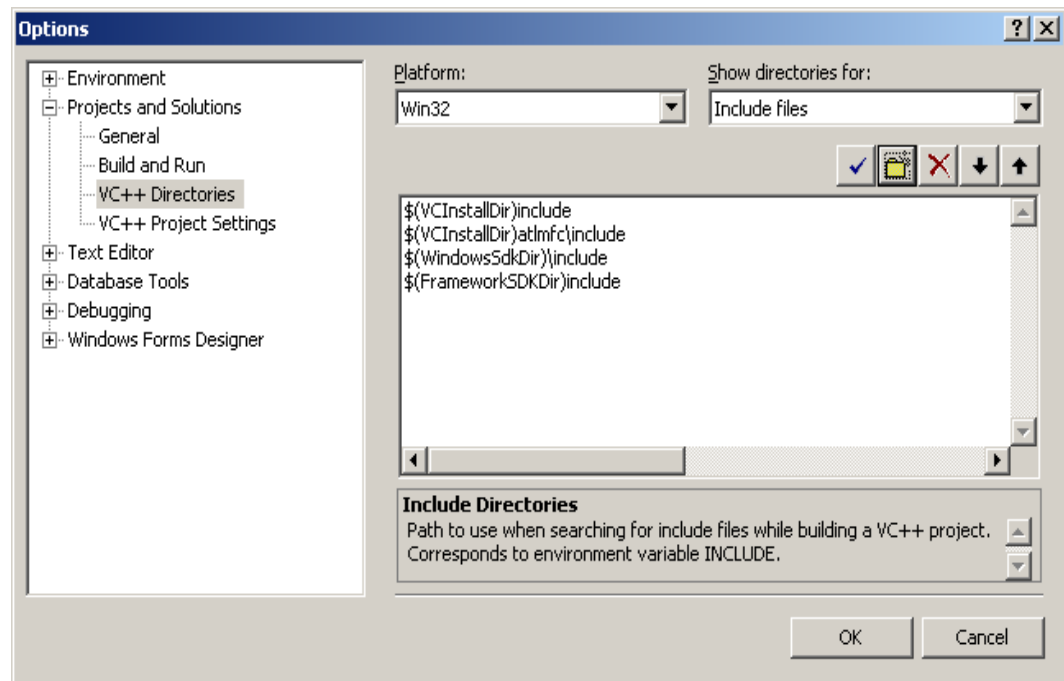 Options
Environment
Projects and Solutions
General
Build and Run
VC++ Directories
VC++ Project Settings
Text Editor
Database Tools
Debugging
Windows Forms Designer
Platform:
Win32
Show directories for:
Include files
$(VCInstallDir)include
$(VCInstallDir)atlmfc\include
$(WindowsSdkDir)\include
$(FrameworkSDKDir)include
Include Directories
Path to use when searching for include files while building a VC++ project.
Corresponds to environment variable INCLUDE.
OK
Cancel